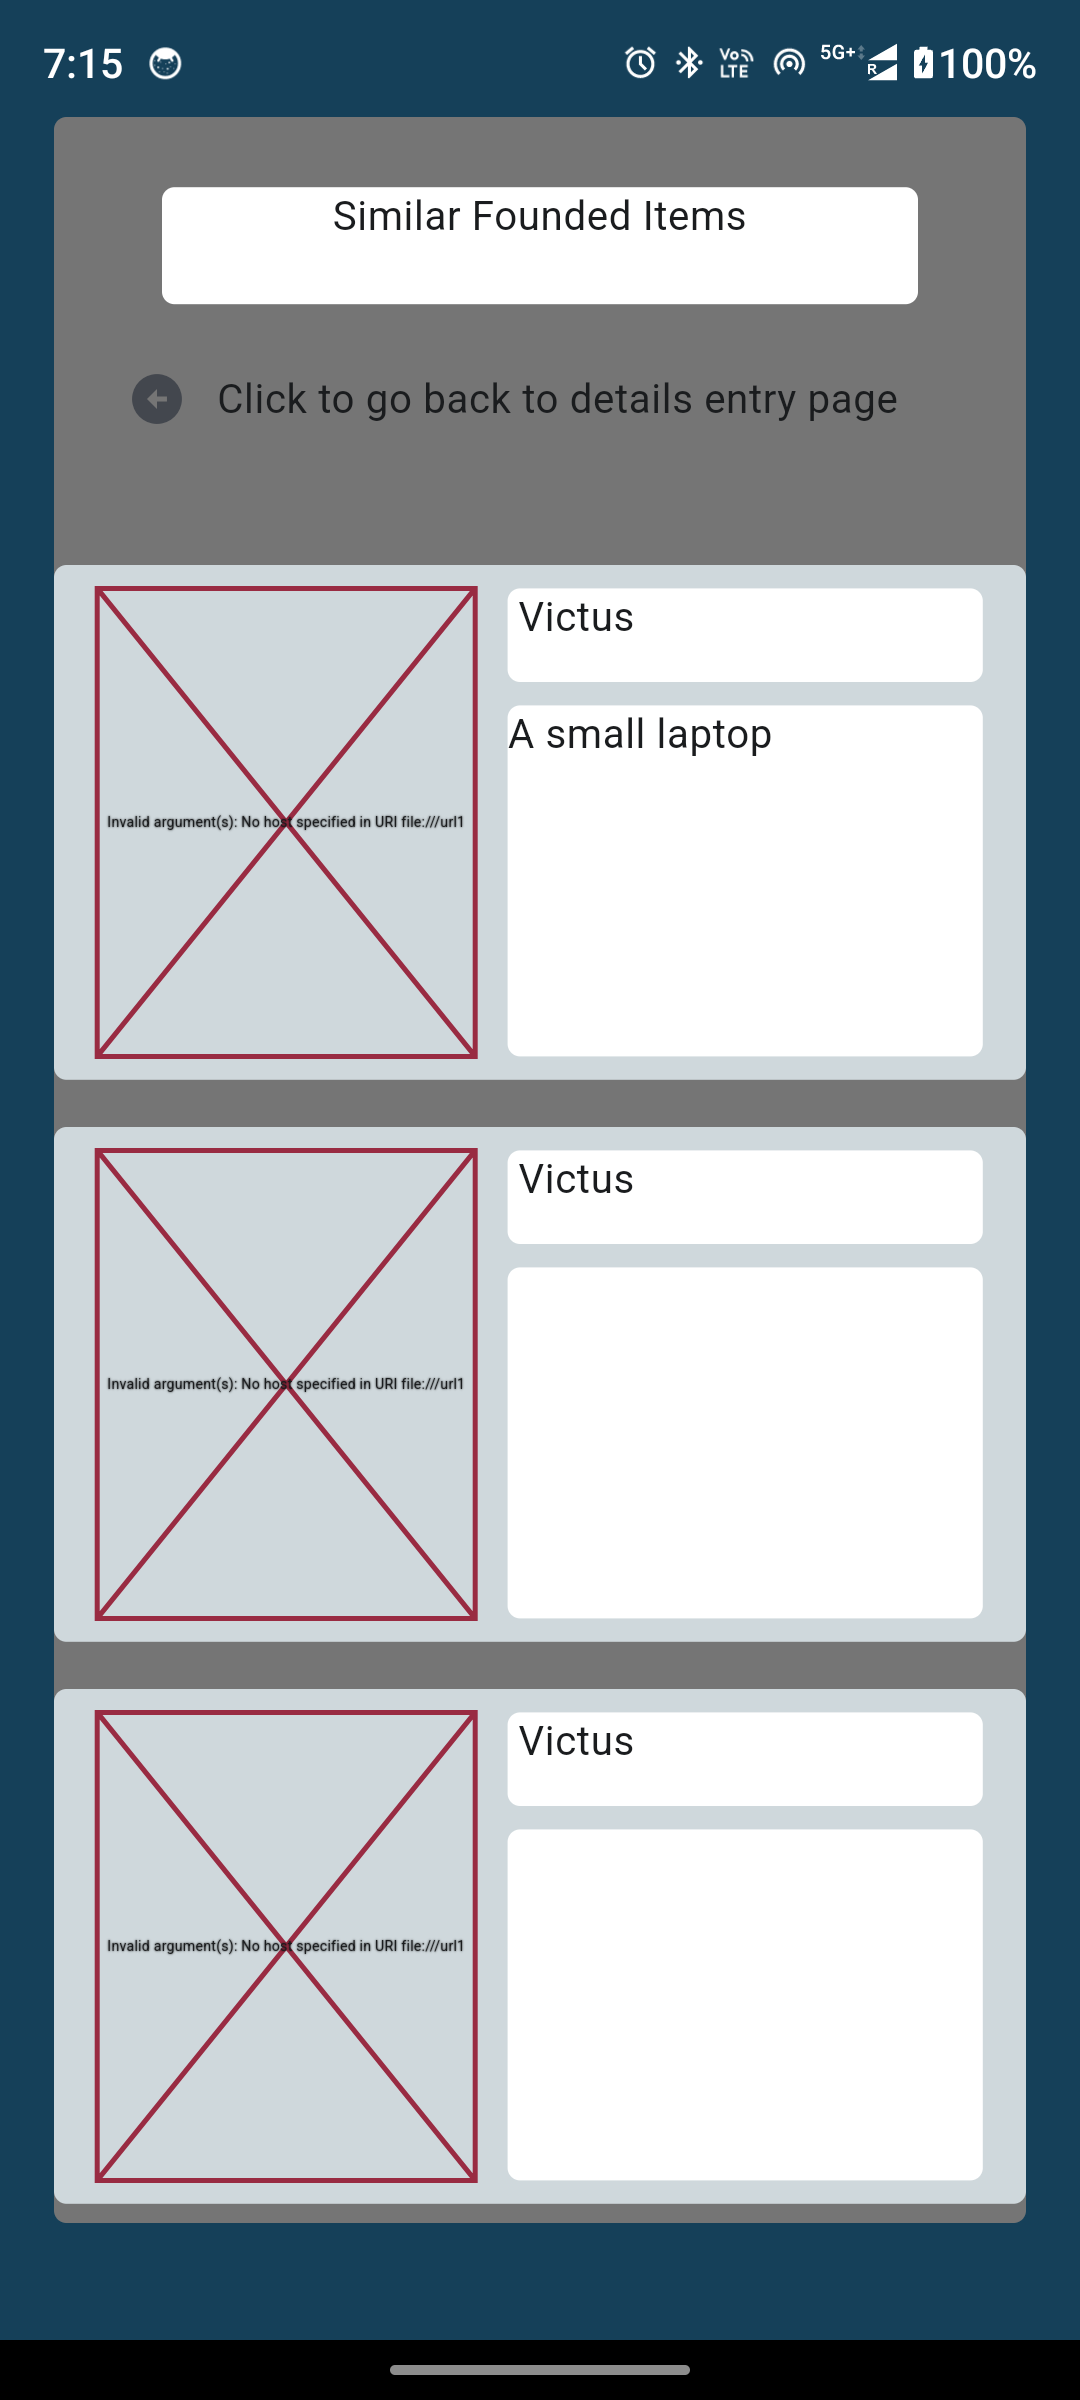 7:15 Vo LTE 5G+ R 100%
Similar Founded Items
Click to go back to details entry page
Victus
A small laptop
Invalid argument(s): No host specified in URI file:///url1
Victus
Invalid argument(s): No host specified in URI file:///url1
Victus
Invalid argument(s): No host specified in URI file:///url1